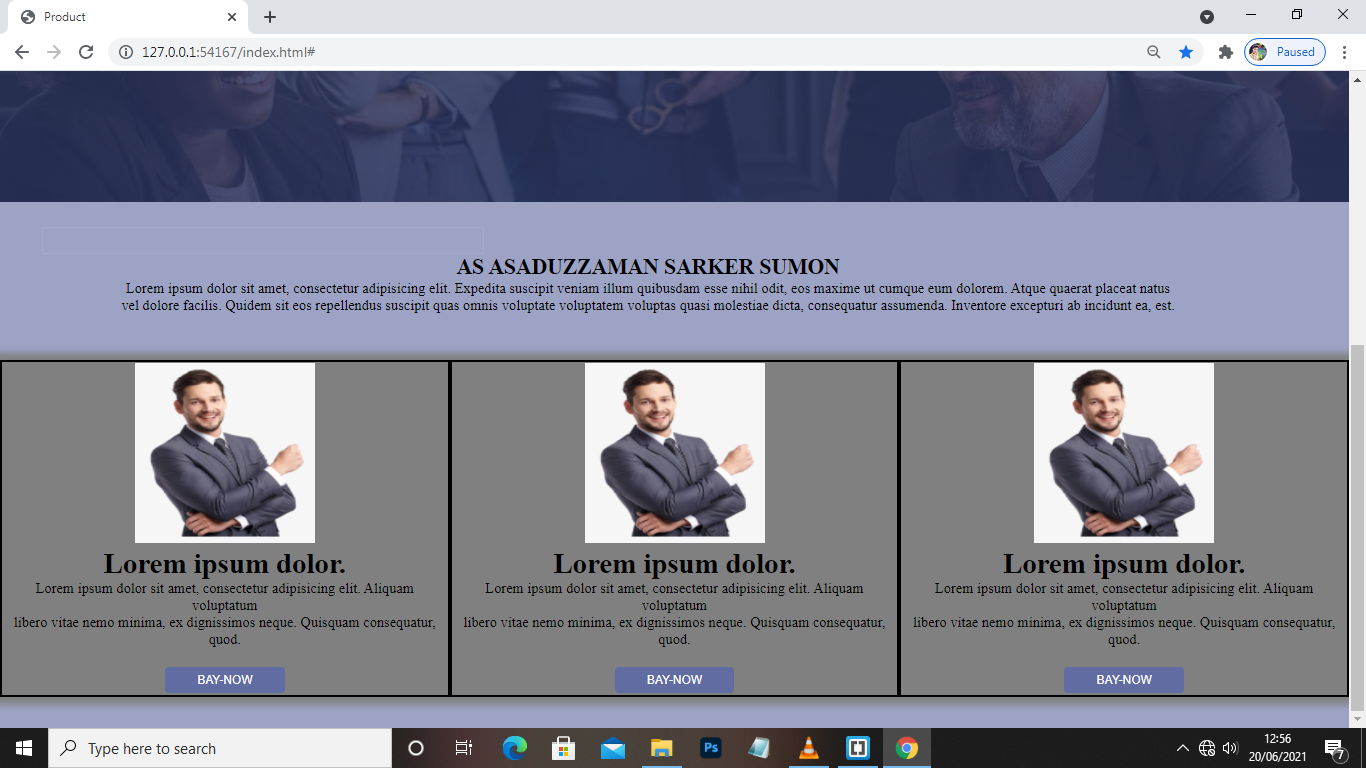 Product
127.0.0.1:54167/index.html#
Paused
AS ASADUZZAMAN SARKER SUMON
Lorem ipsum dolor sit amet, consectetur adipisicing elit. Expedita suscipit veniam illum quibusdam esse nihil odit, eos maxime ut cumque eum dolorem. Atque quaerat placeat natus
vel dolore facilis. Quidem sit eos repellendus suscipit quas omnis voluptate voluptatem voluptas quasi molestiae dicta, consequatur assumenda. Inventore excepturi ab incidunt ea, est.
Lorem ipsum dolor.
Lorem ipsum dolor sit amet, consectetur adipisicing elit. Aliquam
voluptatum
libero vitae nemo minima, ex dignissimos neque. Quisquam consequatur,
quod.
BAY-NOW
Lorem ipsum dolor.
Lorem ipsum dolor sit amet, consectetur adipisicing elit. Aliquam
voluptatum
libero vitae nemo minima, ex dignissimos neque. Quisquam consequatur,
quod.
BAY-NOW
Lorem ipsum dolor.
Lorem ipsum dolor sit amet, consectetur adipisicing elit. Aliquam
voluptatum
libero vitae nemo minima, ex dignissimos neque. Quisquam consequatur,
quod.
BAY-NOW
Type here to search
Ps
12:56
20/06/2021
7